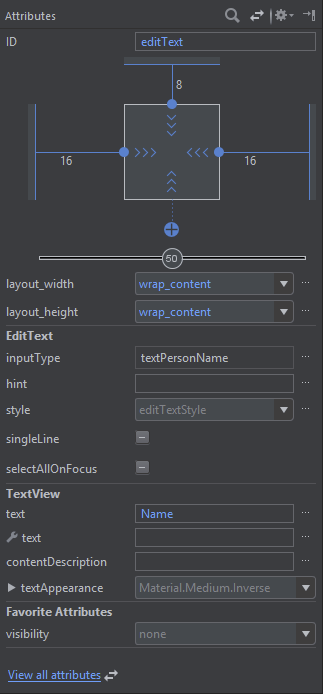 Attributes
ID editText
8
16 16
50
layout_width wrap_content
layout_height wrap_content
EditText
inputType textPersonName
hint
style editTextStyle
singleLine
selectAllOnFocus
TextView
text Name
text
contentDescription
textAppearance Material.Medium.Inverse
Favorite Attributes
visibility none
View all attributes